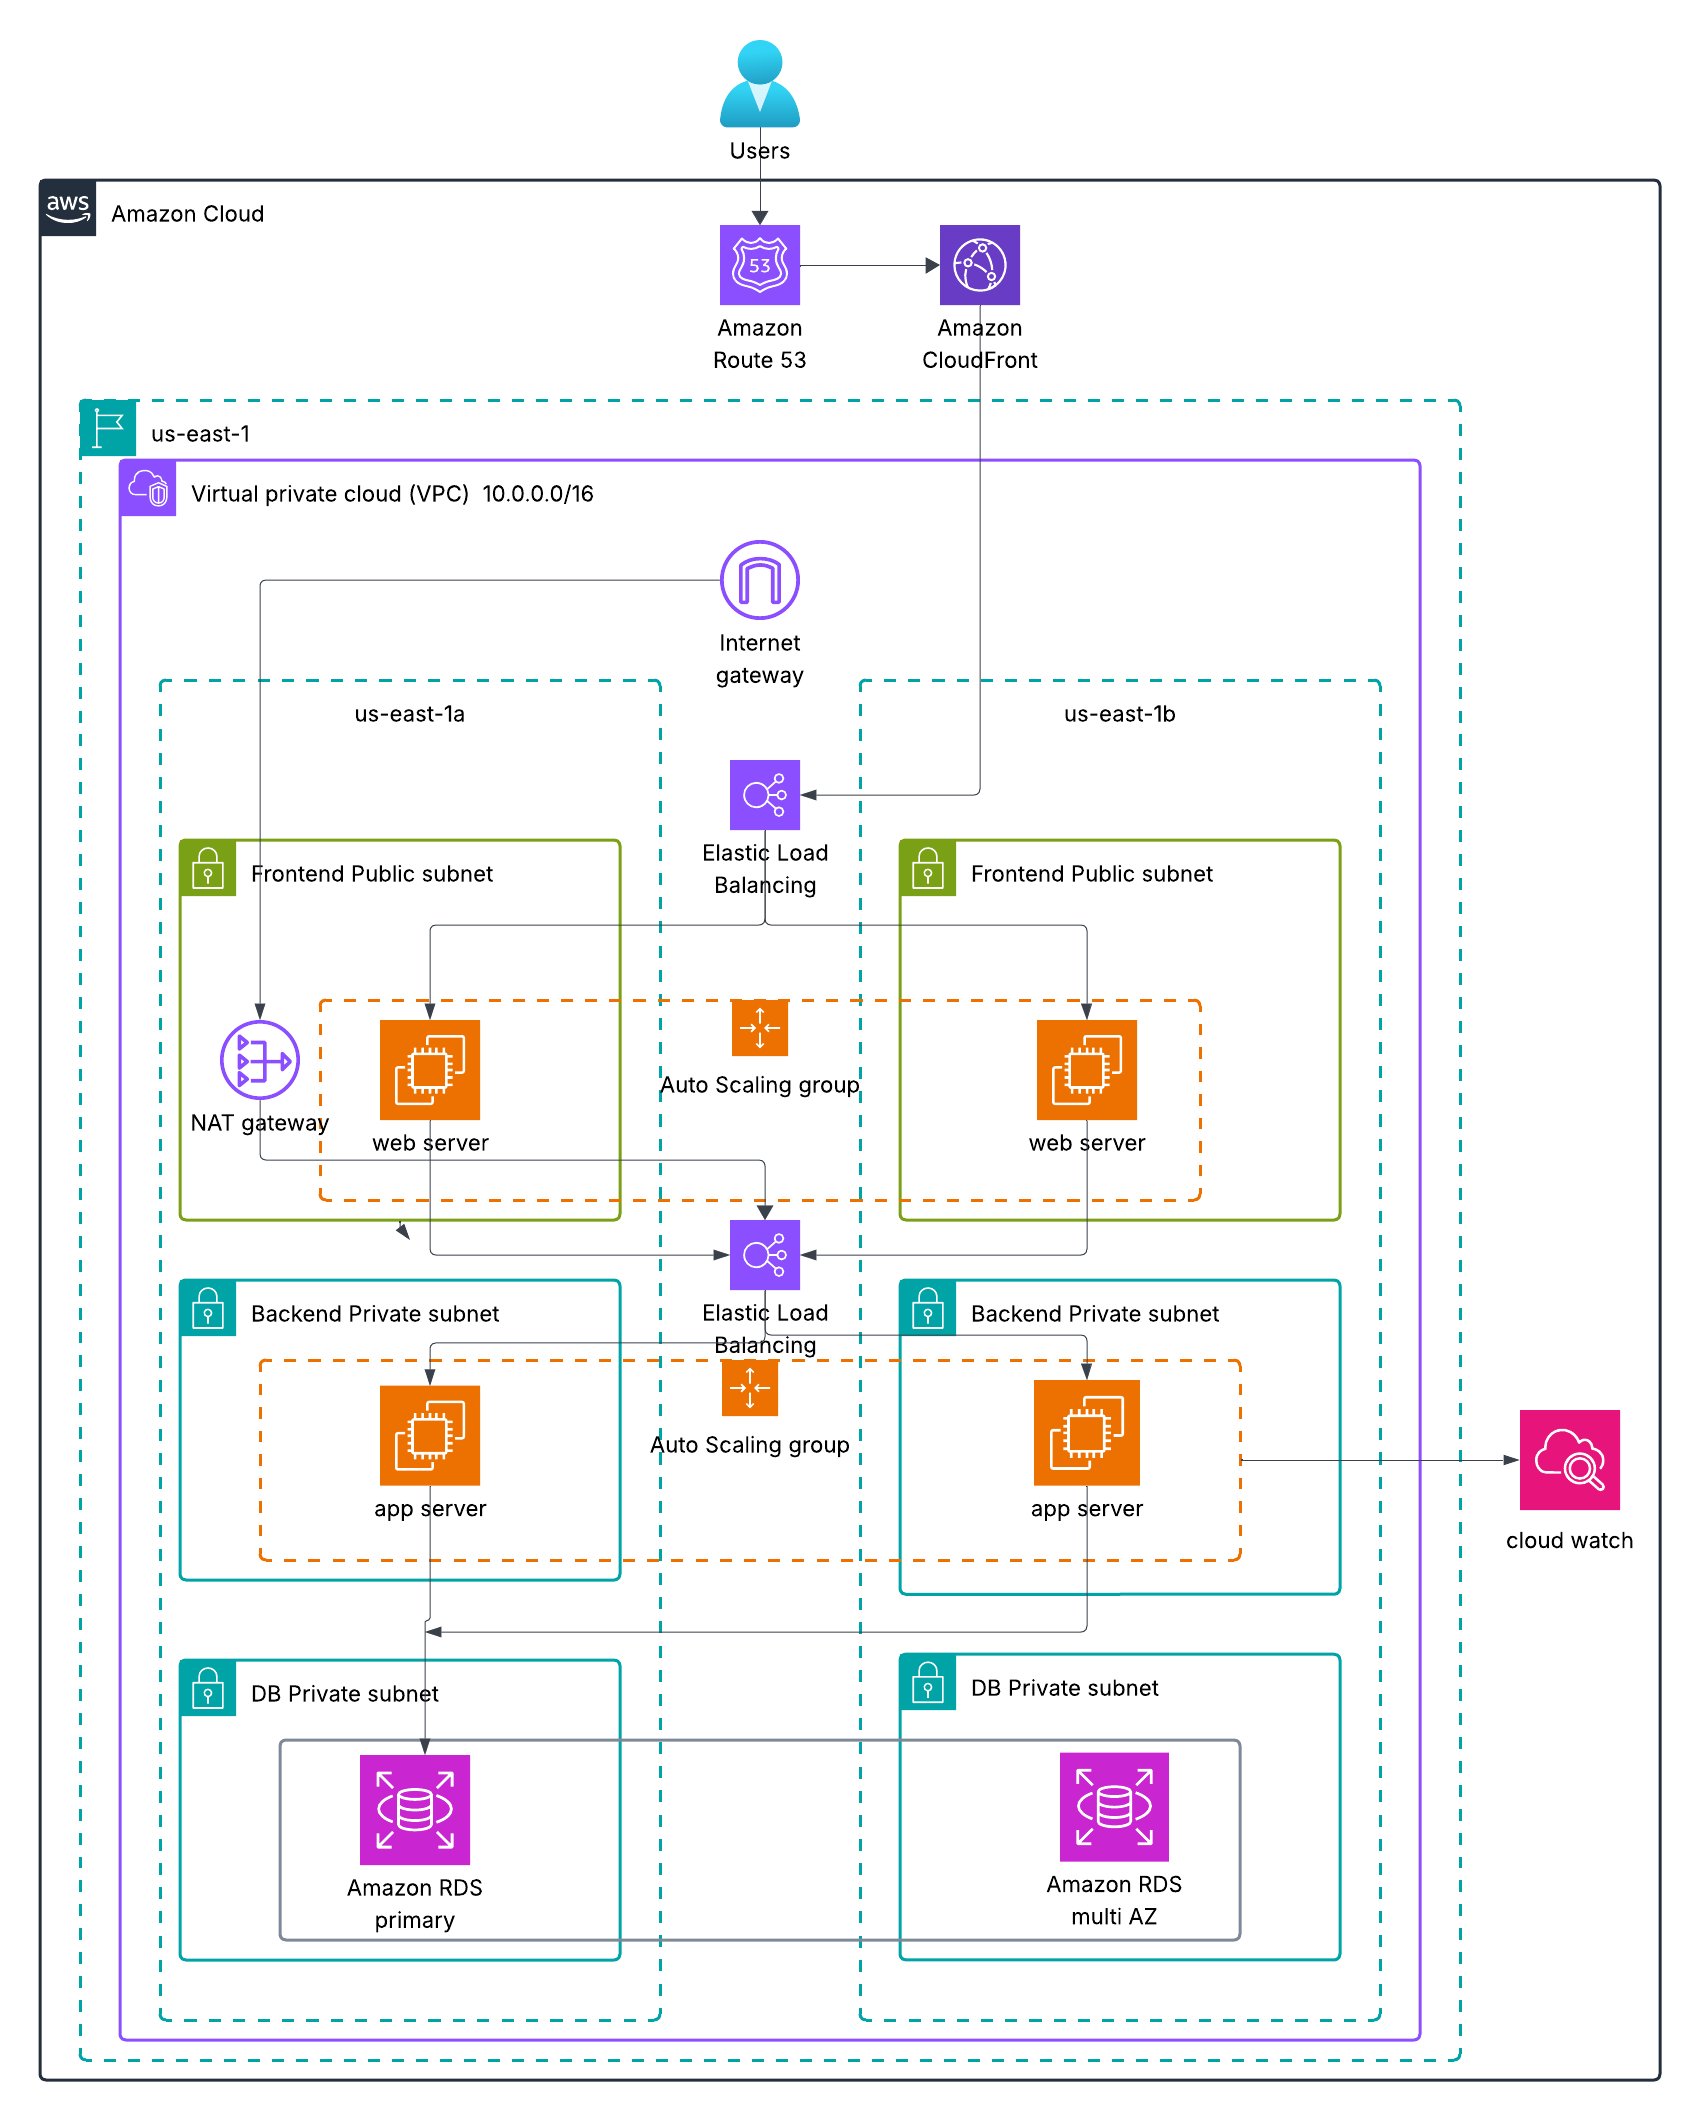 Users
aws
Amazon Cloud
53
Amazon
Route 53
Amazon
CloudFront
us-east-1
Virtual private cloud (VPC)  10.0.0.0/16
Internet
gateway
us-east-1a
us-east-1b
Elastic Load
Balancing
Frontend Public subnet
Frontend Public subnet
Auto Scaling group
NAT gateway
web server
web server
Elastic Load
Balancing
Backend Private subnet
Backend Private subnet
Auto Scaling group
app server
app server
cloud watch
DB Private subnet
DB Private subnet
Amazon RDS
primary
Amazon RDS
multi AZ